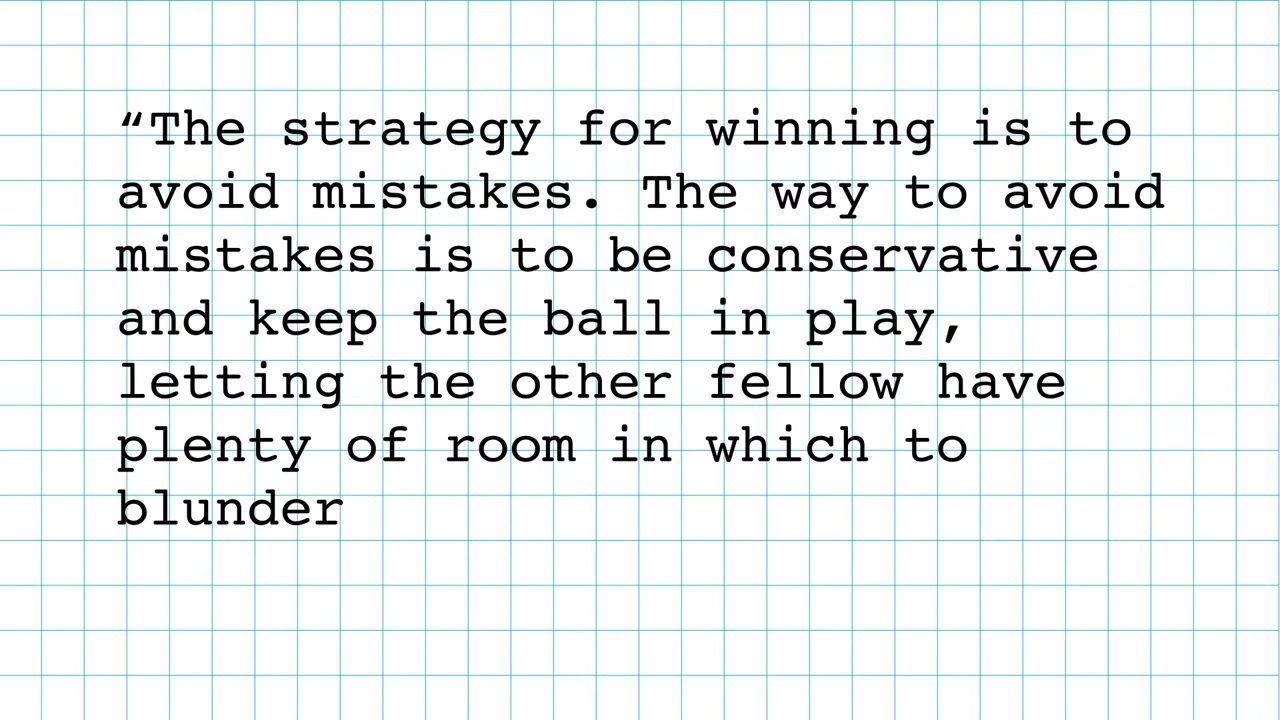 “The strategy for winning is to
avoid mistakes. The way to avoid
mistakes is to be conservative
and keep the ball in play,
letting the other fellow have
plenty of room in which to
blunder